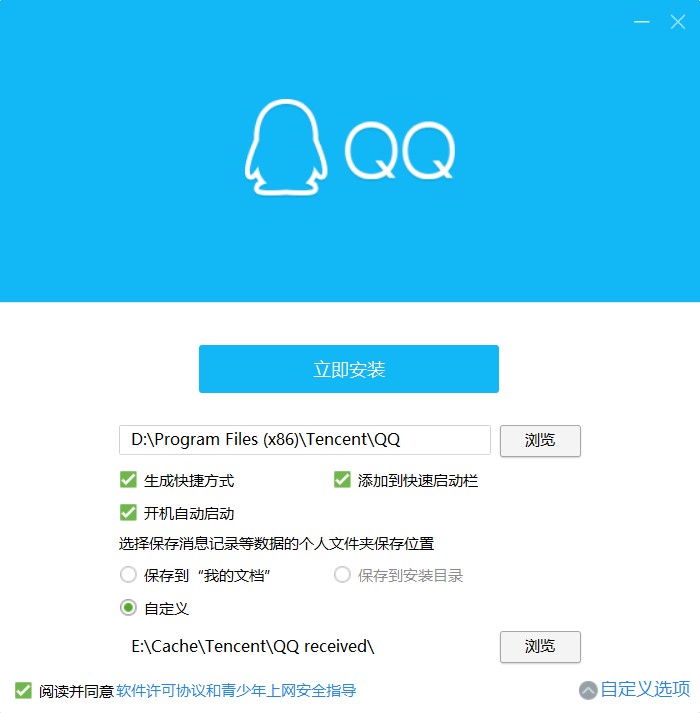 QQ
立即安装
D:\Program Files (x86)\Tencent\QQ 浏览
生成快捷方式 添加到快速启动栏
开机自动启动
选择保存消息记录等数据的个人文件夹保存位置
保存到“我的文档” 保存到安装目录
自定义
E:\Cache\Tencent\QQ received\ 浏览
阅读并同意软件许可协议和青少年上网安全指导 自定义选项